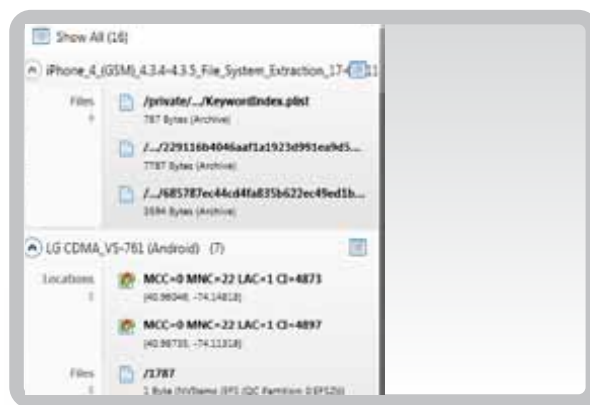 Show All (16)
iPhone_4_(GSM)_4.3.4-4.3.5_File_System_Extraction_17-
Files
/private/.../KeywordIndex.plist
787 Bytes (Archive)
/.../229116b4046aaf1a1923d991ea9d5...
7787 Bytes (Archive)
/.../685787ec44cd4fa835b622ec49ed1b...
3594 Bytes (Archive)
LG CDMA_VS-761 (Android) (7)
Locations
MCC=0 MNC=22 LAC=1 CI=4873
MCC=0 MNC=22 LAC=1 CI=4897
Files
/1787